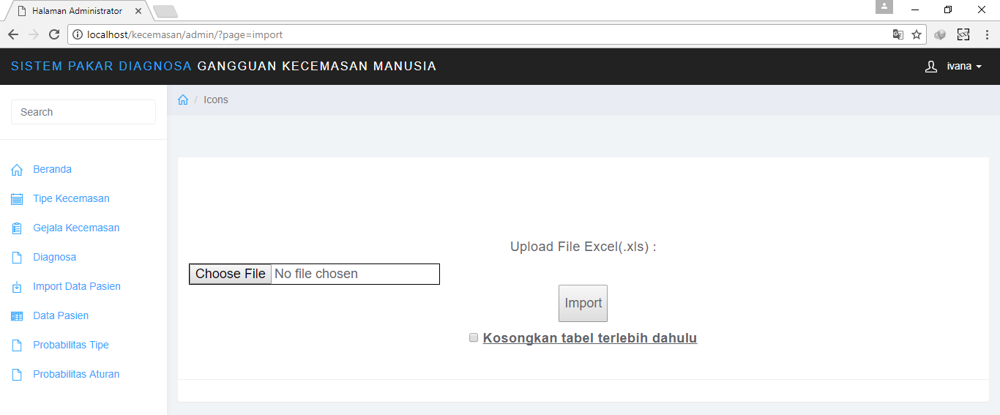 Halaman Administrator
localhost/kecemasan/admin/?page=import
SISTEM PAKAR DIAGNOSA GANGGUAN KECEMASAN MANUSIA
ivana
Search
/ Icons
Beranda
Tipe Kecemasan
Gejala Kecemasan
Diagnosa
Import Data Pasien
Data Pasien
Probabilitas Tipe
Probabilitas Aturan
Upload File Excel(.xls) :
Choose File No file chosen
Import
Kosongkan tabel terlebih dahulu